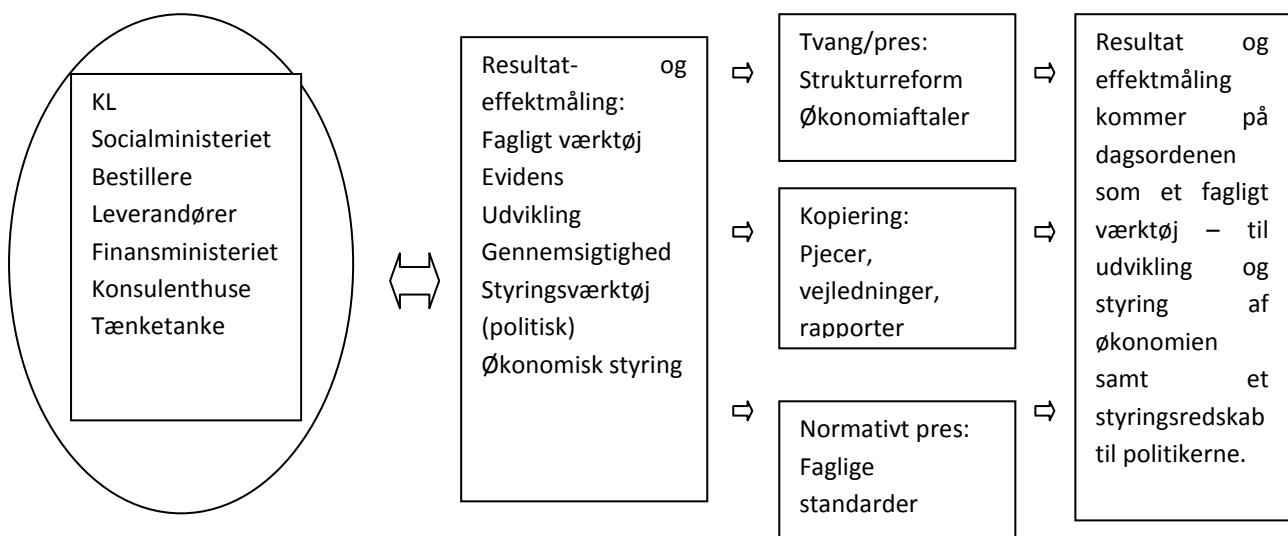 KL
Socialministeriet
Bestillere
Leverandører
Finansministeriet
Konsulenthuse
Tænketanke
Resultat- og
effektmåling:
Fagligt værktøj
Evidens
Udvikling
Gennemsigtighed
Styringsværktøj
(politisk)
Økonomisk styring
Tvang/pres:
Strukturreform
Økonomiaftaler
Kopiering:
Pjecer,
vejledninger,
rapporter
Normativt pres:
Faglige
standarder
Resultat og
effektmåling
kommer på
dagsordenen
som et fagligt
værktøj – til
udvikling og
styring af
økonomien
samt et
styringsredskab
til politikerne.